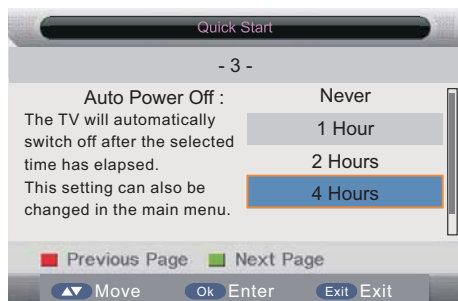 Quick Start
- 3 -
Auto Power Off :
The TV will automatically
switch off after the selected
time has elapsed.
This setting can also be
changed in the main menu.
Never
1 Hour
2 Hours
4 Hours
Previous Page Next Page
▲▼ Move Ok Enter Exit Exit